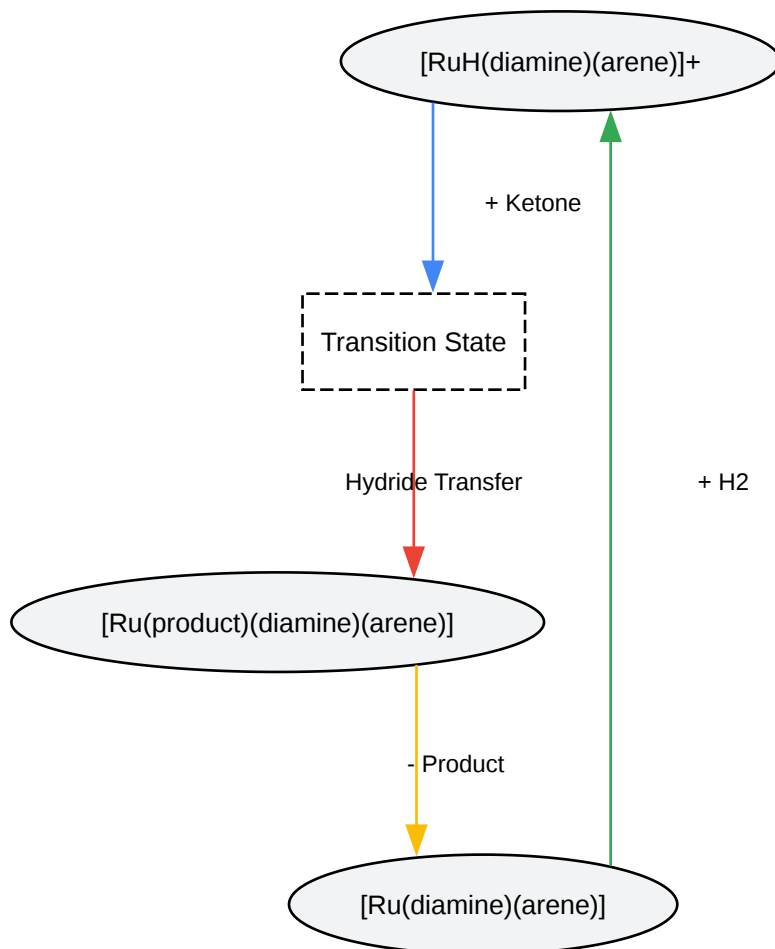 [RuH(diamine)(arene)]+
+ Ketone
Transition State
Hydride Transfer
+ H2
[Ru(product)(diamine)(arene)]
- Product
[Ru(diamine)(arene)]